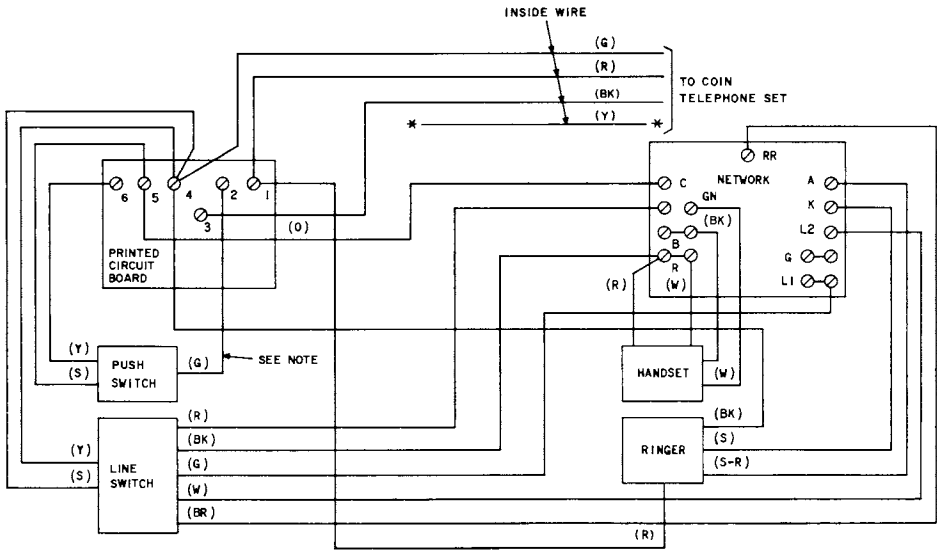 INSIDE WIRE
(G)
(R)
(BK)
(Y)
*
*
TO COIN
TELEPHONE SET
6
5
4
2
1
3
(O)
PRINTED
CIRCUIT
BOARD
RR
NETWORK
C
GN
(BK)
A
K
L2
B
G
R
L1
(R)
(W)
(Y)
(S)
PUSH
SWITCH
(G)
SEE NOTE
HANDSET
(W)
(R)
(BK)
(G)
(W)
(BR)
(Y)
(S)
LINE
SWITCH
(BK)
(S)
(S-R)
RINGER
(R)